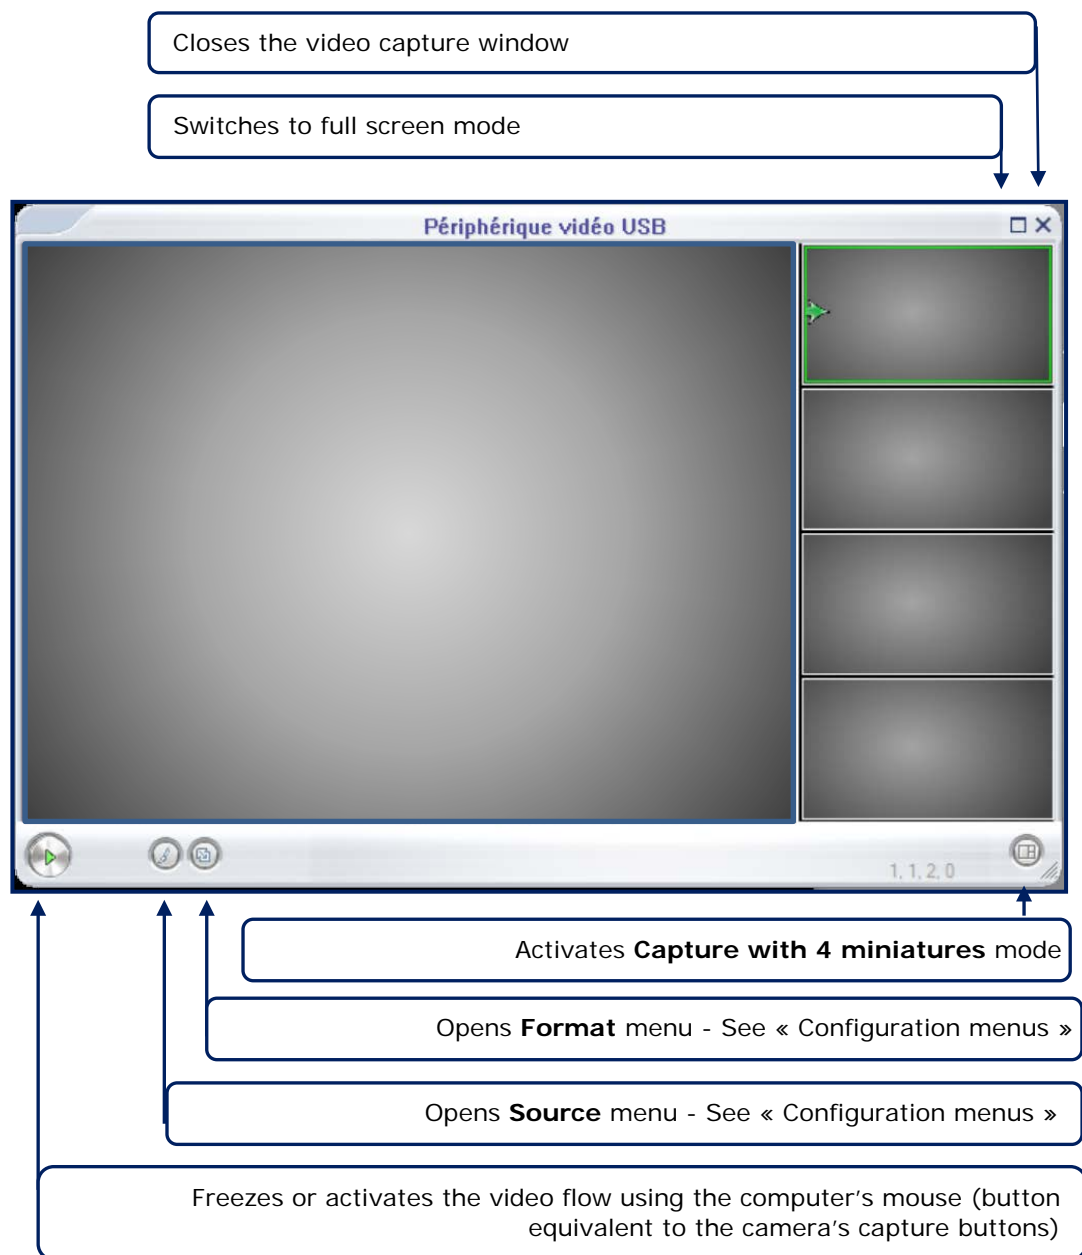 Closes the video capture window
Switches to full screen mode
Périphérique vidéo USB
1, 1, 2, 0
Activates Capture with 4 miniatures mode
Opens Format menu - See « Configuration menus »
Opens Source menu - See « Configuration menus »
Freezes or activates the video flow using the computer’s mouse (button
equivalent to the camera’s capture buttons)